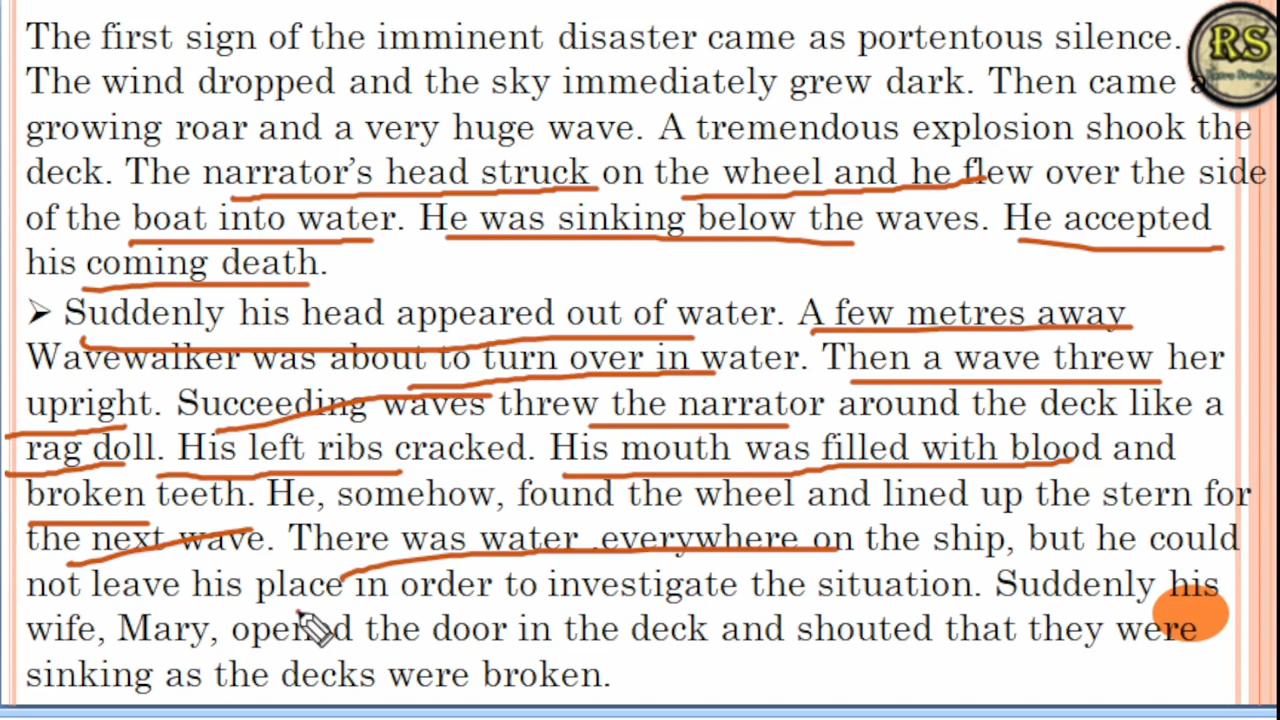 The first sign of the imminent disaster came as portentous silence.
The wind dropped and the sky immediately grew dark. Then came a
growing roar and a very huge wave. A tremendous explosion shook the
deck. The narrator's head struck on the wheel and he flew over the side
of the boat into water. He was sinking below the waves. He accepted
his coming death.
➤ Suddenly his head appeared out of water. A few metres away
Wavewalker was about to turn over in water. Then a wave threw her
upright. Succeeding waves threw the narrator around the deck like a
rag doll. His left ribs cracked. His mouth was filled with blood and
broken teeth. He, somehow, found the wheel and lined up the stern for
the next wave. There was water everywhere on the ship, but he could
not leave his place in order to investigate the situation. Suddenly his
wife, Mary, opened the door in the deck and shouted that they were
sinking as the decks were broken.
RS